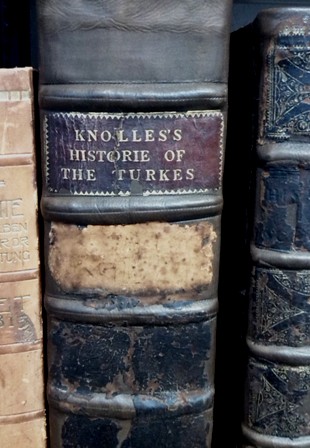 KNOLLES'S
HISTORIE OF
THE TURKES